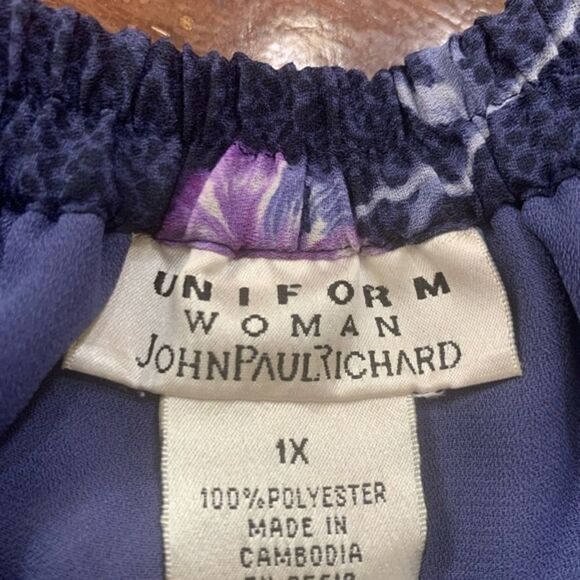 UNIFORM
WOMAN
JOHNPAULRICHARD
1X
100%POLYESTER
MADE IN
CAMBODIA